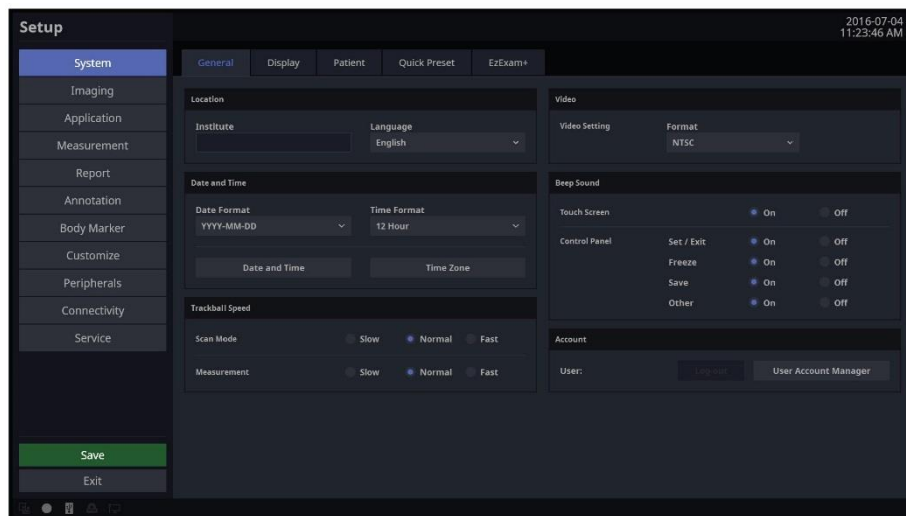 Setup
2016-07-04
11:23:46 AM
System
Imaging
Application
Measurement
Report
Annotation
Body Marker
Customize
Peripherals
Connectivity
Service
Save
Exit
General Display Patient Quick Preset EzExam+
Location
Institute Language
English
Date and Time
Date Format Time Format
YYYY-MM-DD 12 Hour
Date and Time Time Zone
Trackball Speed
Scan Mode Slow Normal Fast
Measurement Slow Normal Fast
Video
Video Setting Format
NTSC
Beep Sound
Touch Screen On Off
Control Panel Set / Exit On Off
Freeze On Off
Save On Off
Other On Off
Account
User: Log-out User Account Manager